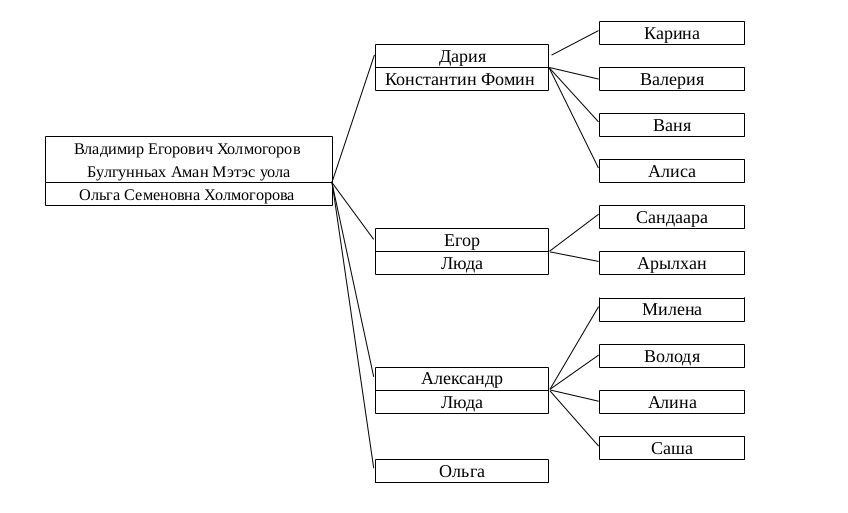 Владимир Егорович Холмогоров
Булгунньах Аман Мэтэс уола
Ольга Семеновна Холмогорова
Дария
Константин Фомин
Карина
Валерия
Ваня
Алиса
Егор
Люда
Сандаара
Арылхан
Александр
Люда
Милена
Володя
Алина
Саша
Ольга